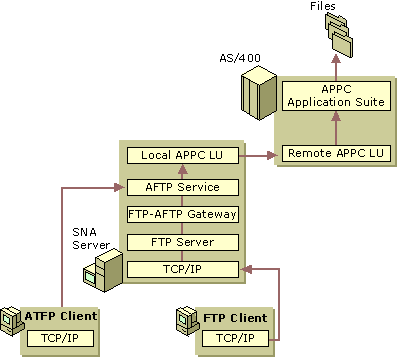 Files
AS/400
APPC
Application Suite
Remote APPC LU
Local APPC LU
AFTP Service
FTP-AFTP Gateway
FTP Server
TCP/IP
SNA
Server
ATFP Client
TCP/IP
FTP Client
TCP/IP